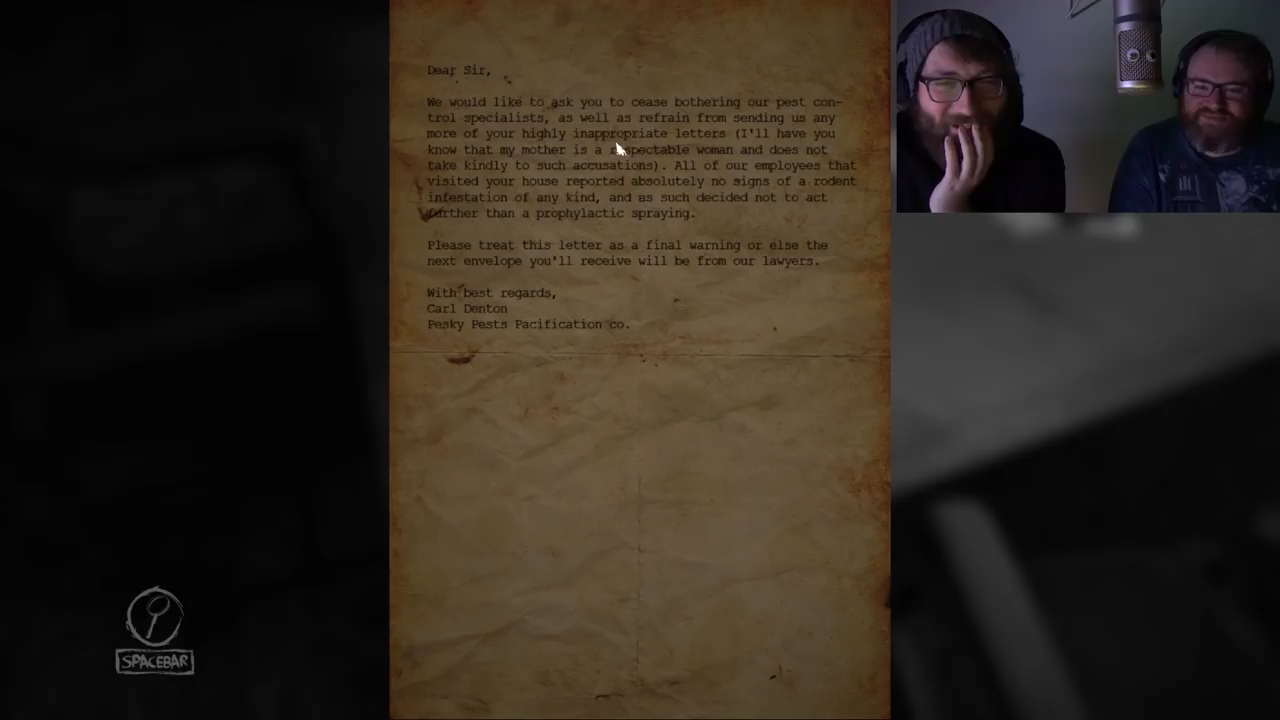 Dear Sir,
We would like to ask you to cease bothering our pest con-
trol specialists, as well as refrain from sending us any
more of your highly inappropriate letters (I'll have you
know that my mother is a respectable woman and does not
take kindly to such accusations). All of our employees that
visited your house reported absolutely no signs of a rodent
infestation of any kind, and as such decided not to act
further than a prophylactic spraying.
Please treat this letter as a final warning or else the
next envelope you'll receive will be from our lawyers.
With best regards,
Carl Denton
Pesky Pests Pacification co.
SPACEBAR